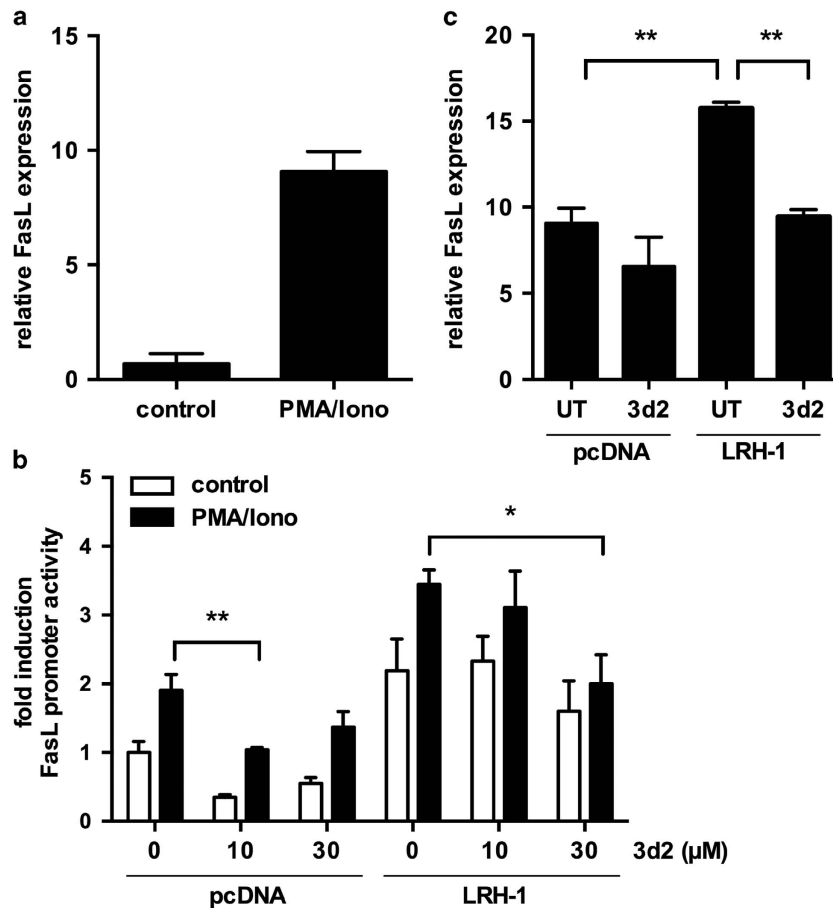 a
15
10
5
0
relative FasL expression
control PMA/Iono
c
20
15
10
5
0
relative FasL expression
** **
UT 3d2 UT 3d2
pcDNA LRH-1
b
5
4
3
2
1
0
fold induction
FasL promoter activity
control
PMA/Iono
**
*
0 10 30 0 10 30 3d2 (µM)
pcDNA LRH-1